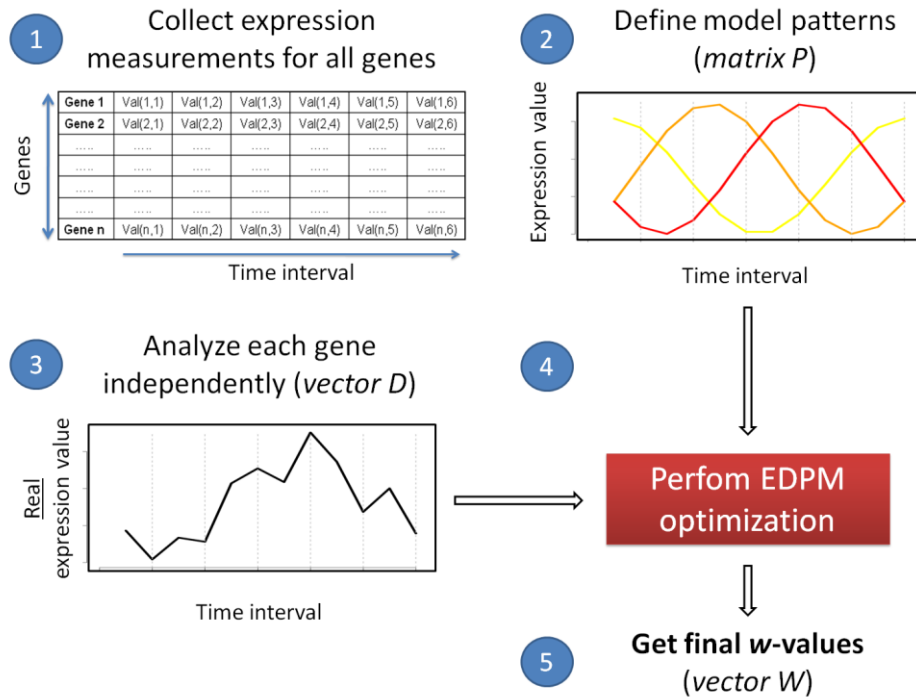 1
Collect expression
measurements for all genes
Genes
Gene 1 Val(1,1) Val(1,2) Val(1,3) Val(1,4) Val(1,5) Val(1,6)
Gene 2 Val(2,1) Val(2,2) Val(2,3) Val(2,4) Val(2,5) Val(2,6)
..... ..... ..... ..... ..... ..... .....
..... ..... ..... ..... ..... ..... .....
..... ..... ..... ..... ..... ..... .....
..... ..... ..... ..... ..... ..... .....
Gene n Val(n,1) Val(n,2) Val(n,3) Val(n,4) Val(n,5) Val(n,6)
Time interval
2
Define model patterns
(matrix P)
Expression value
Time interval
3
Analyze each gene
independently (vector D)
Real
expression value
Time interval
4
Perfom EDPM
optimization
5
Get final w-values
(vector W)